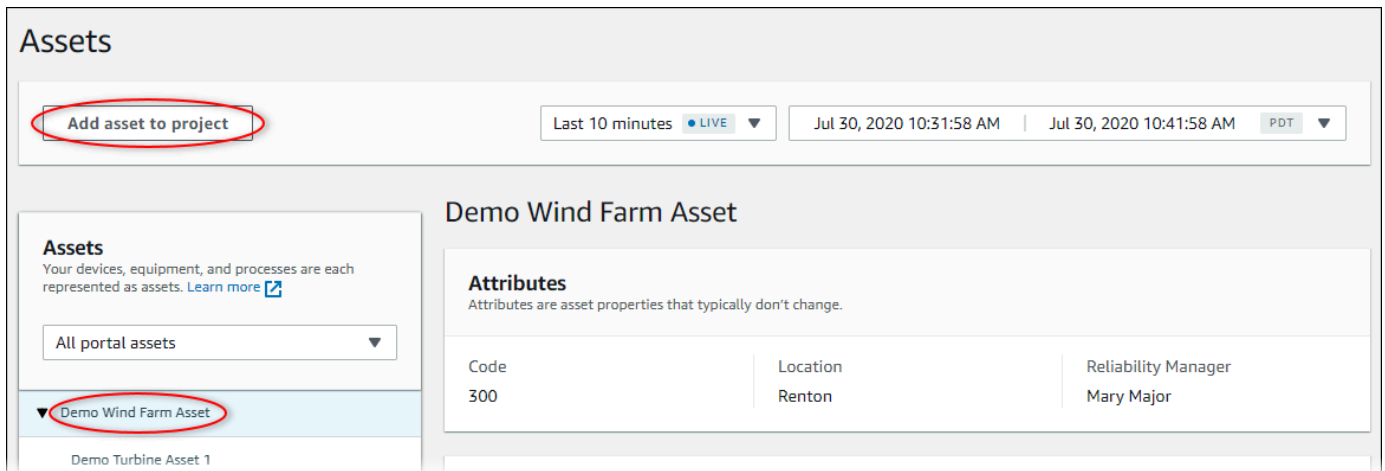 Assets
Add asset to project
Last 10 minutes LIVE
Jul 30, 2020 10:31:58 AM | Jul 30, 2020 10:41:58 AM PDT
Assets
Your devices, equipment, and processes are each
represented as assets. Learn more
All portal assets
Demo Wind Farm Asset
Demo Turbine Asset 1
Demo Wind Farm Asset
Attributes
Attributes are asset properties that typically don't change.
Code
300
Location
Renton
Reliability Manager
Mary Major